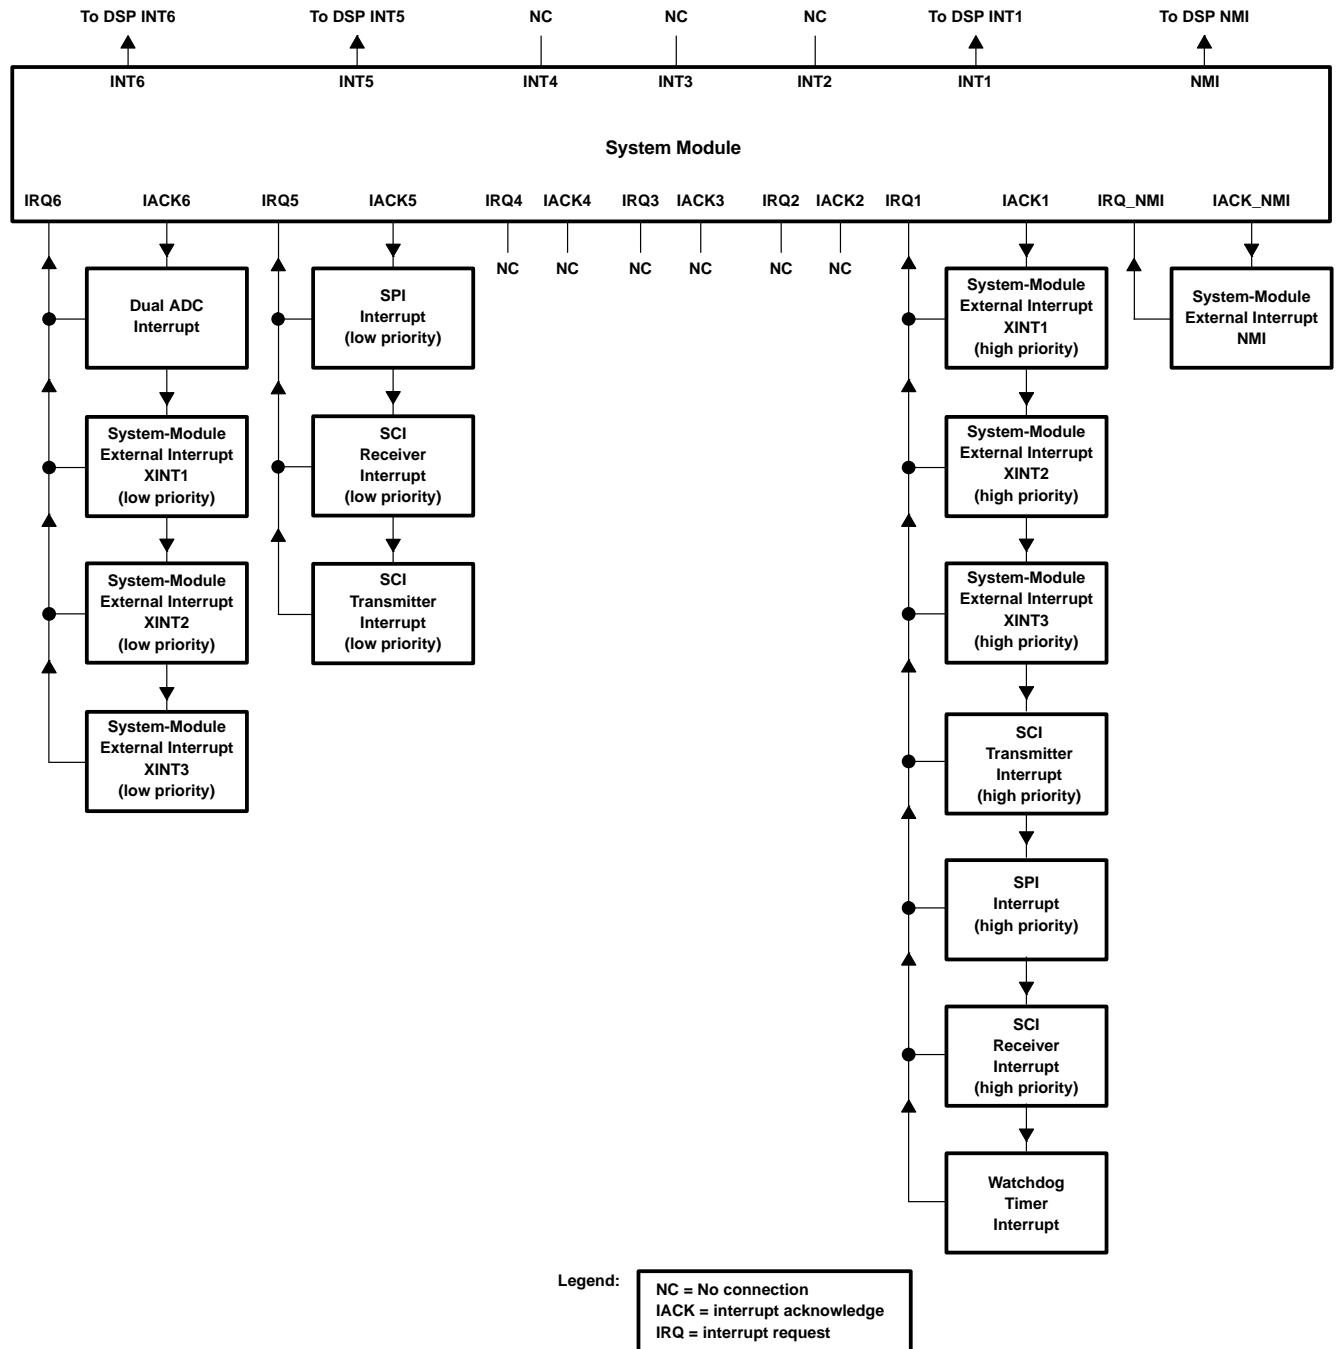 To DSP INT6
To DSP INT5
NC
NC
NC
To DSP INT1
To DSP NMI
INT6
INT5
INT4
INT3
INT2
INT1
NMI
System Module
IRQ6
IACK6
IRQ5
IACK5
IRQ4
IACK4
IRQ3
IACK3
IRQ2
IACK2
IRQ1
IACK1
IRQ_NMI
IACK_NMI
NC
NC
NC
NC
NC
NC
Dual ADC
Interrupt
System-Module
External Interrupt
XINT1
(low priority)
System-Module
External Interrupt
XINT2
(low priority)
System-Module
External Interrupt
XINT3
(low priority)
SPI
Interrupt
(low priority)
SCI
Receiver
Interrupt
(low priority)
SCI
Transmitter
Interrupt
(low priority)
System-Module
External Interrupt
XINT1
(high priority)
System-Module
External Interrupt
XINT2
(high priority)
System-Module
External Interrupt
XINT3
(high priority)
SCI
Transmitter
Interrupt
(high priority)
SPI
Interrupt
(high priority)
SCI
Receiver
Interrupt
(high priority)
Watchdog
Timer
Interrupt
System-Module
External Interrupt
NMI
Legend:
NC = No connection
IACK = interrupt acknowledge
IRQ = interrupt request